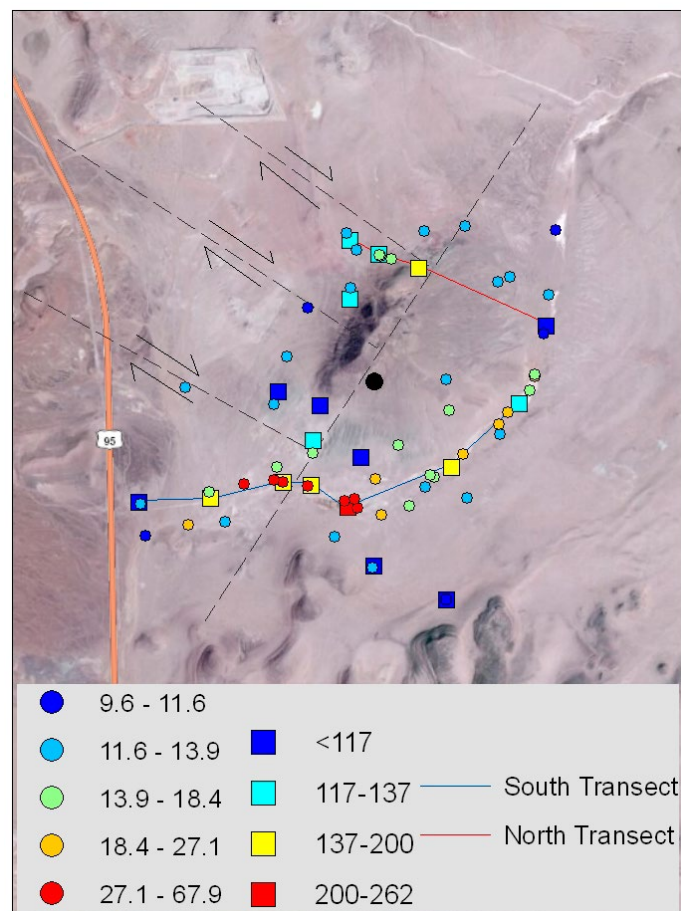 95
9.6 - 11.6
11.6 - 13.9
13.9 - 18.4
18.4 - 27.1
27.1 - 67.9
<117
117-137
137-200
200-262
South Transect
North Transect